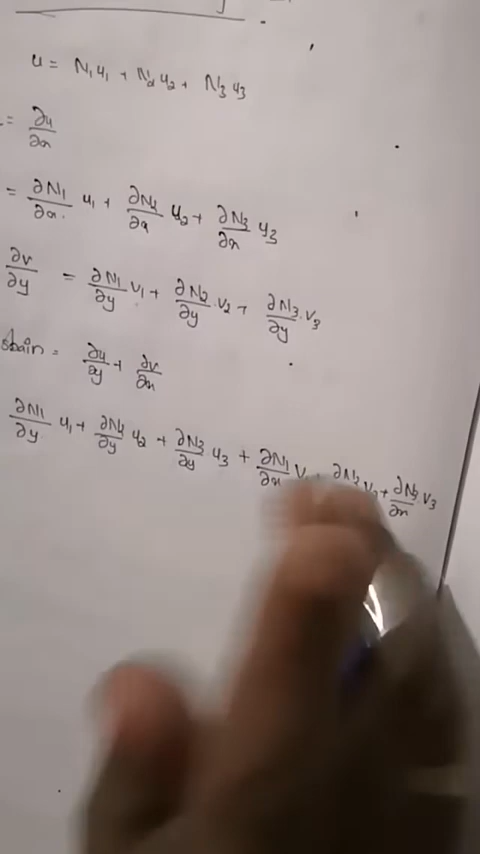 u = N₁u₁ + N₂u₂ + N₃u₃
= ∂u/∂x
= ∂N₁/∂x u₁ + ∂N₂/∂x u₂ + ∂N₃/∂x u₃
∂v/∂y = ∂N₁/∂y v₁ + ∂N₂/∂y . v₂ + ∂N₃/∂y . v₃
strain = ∂u/∂y + ∂v/∂x
∂N₁/∂y u₁ + ∂N₂/∂y u₂ + ∂N₃/∂y u₃ + ∂N₁/∂x + ∂N₂ + ∂N₃/∂x v₃